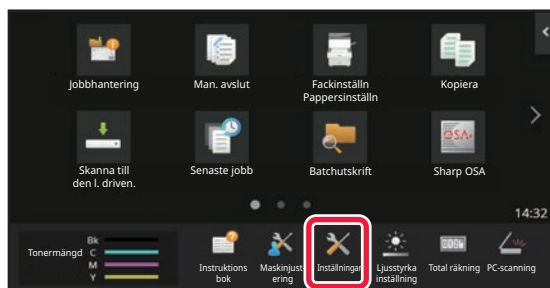 Jobbhantering
Man. avslut
Fackinställn
Pappersinställn
Kopiera
Skanna till
den l. driven.
Senaste jobb
Batchutskrift
OSA
Sharp OSA
14:32
Tonermängd
Bk
C
M
Y
Instruktions
bok
Maskinjust
ering
Inställningar
Ljusstyrka
inställning
Total räkning
PC-scanning